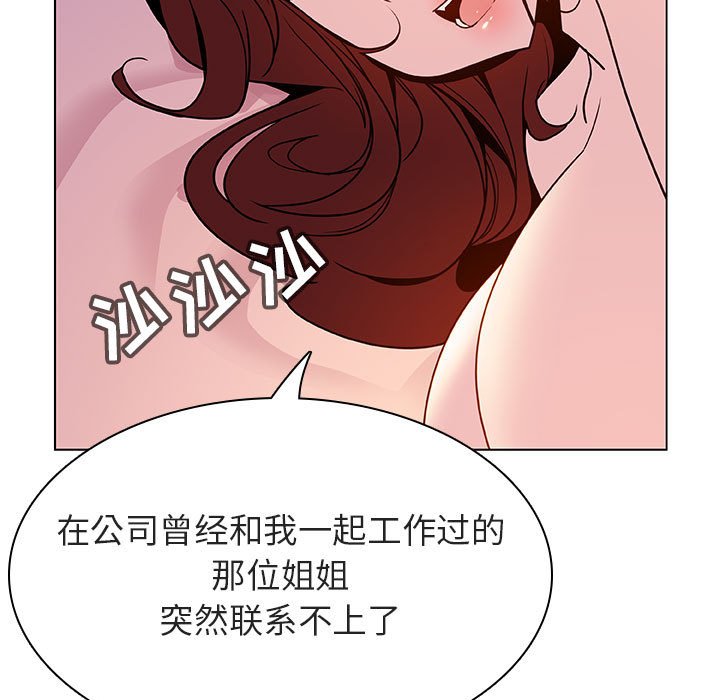 沙沙沙
在公司曾经和我一起工作过的
那位姐姐
突然联系不上了